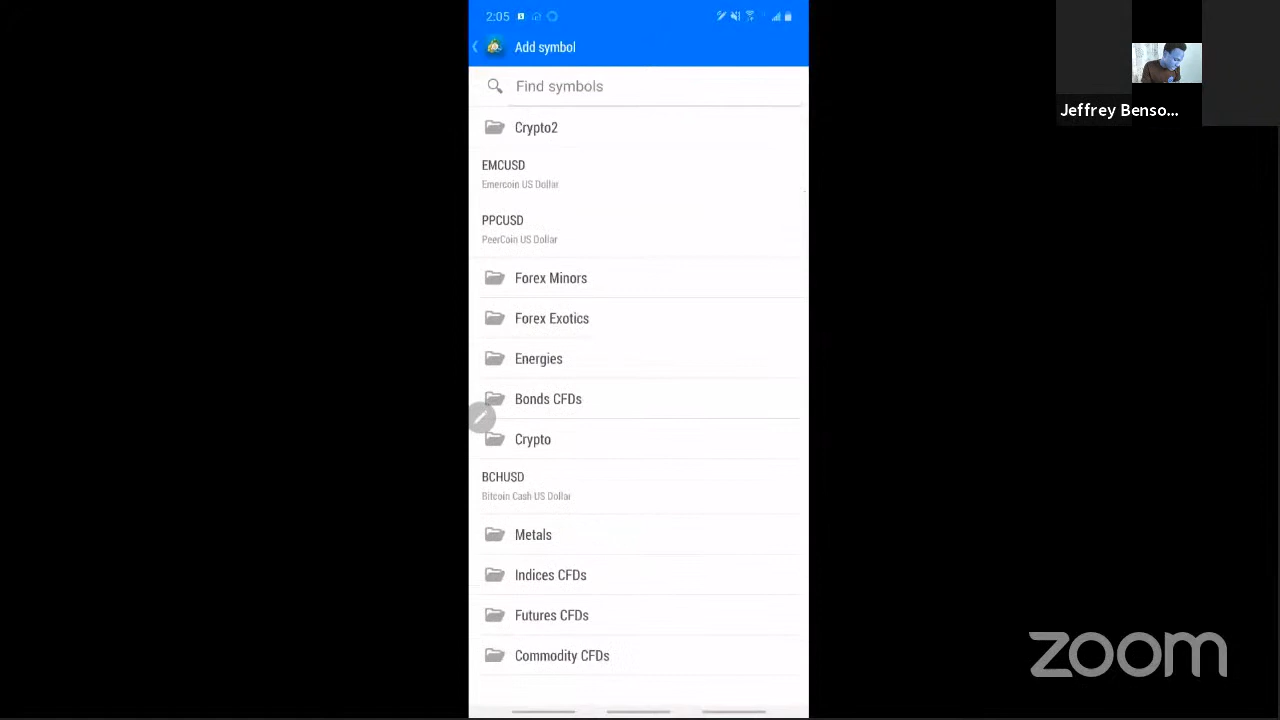 2:05
Add symbol
Find symbols
Crypto2
EMCUSD
Emercoin US Dollar
PPCUSD
PeerCoin US Dollar
Forex Minors
Forex Exotics
Energies
Bonds CFDs
Crypto
BCHUSD
Bitcoin Cash US Dollar
Metals
Indices CFDs
Futures CFDs
Commodity CFDs
Jeffrey Benso...
zoom